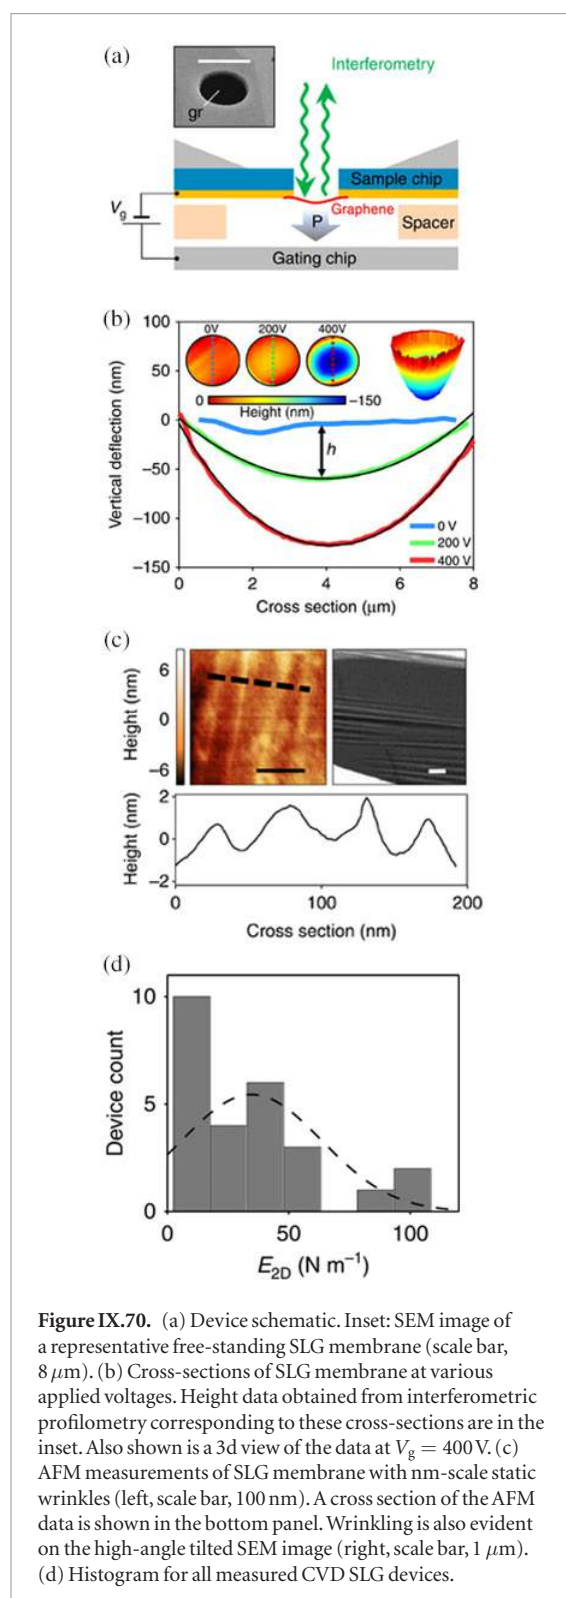 (a)
Interferometry
gr
Sample chip
Vg
Graphene
P
Spacer
Gating chip
(b)
100
0V
200V
400V
50
0
−150
Height (nm)
0
h
−50
−100
0 V
200 V
400 V
−150
0
2
4
6
8
Vertical deflection (nm)
Cross section (μm)
(c)
6
0
−6
Height (nm)
2
0
−2
Height (nm)
0
100
200
Cross section (nm)
(d)
10
5
0
Device count
0
50
100
E2D (N m⁻¹)
Figure IX.70. (a) Device schematic. Inset: SEM image of
a representative free-standing SLG membrane (scale bar,
8 μm). (b) Cross-sections of SLG membrane at various
applied voltages. Height data obtained from interferometric
profilometry corresponding to these cross-sections are in the
inset. Also shown is a 3d view of the data at Vg = 400 V. (c)
AFM measurements of SLG membrane with nm-scale static
wrinkles (left, scale bar, 100 nm). A cross section of the AFM
data is shown in the bottom panel. Wrinkling is also evident
on the high-angle tilted SEM image (right, scale bar, 1 μm).
(d) Histogram for all measured CVD SLG devices.